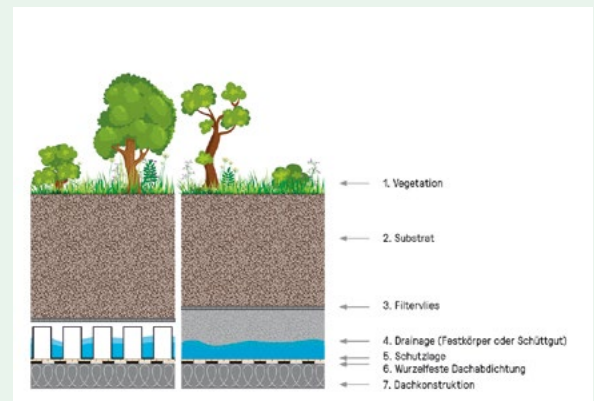 1. Vegetation
2. Substrat
3. Filtervlies
4. Drainage (Festkörper oder Schüttgut)
5. Schutzlage
6. Wurzelfeste Dachabdichtung
7. Dachkonstruktion